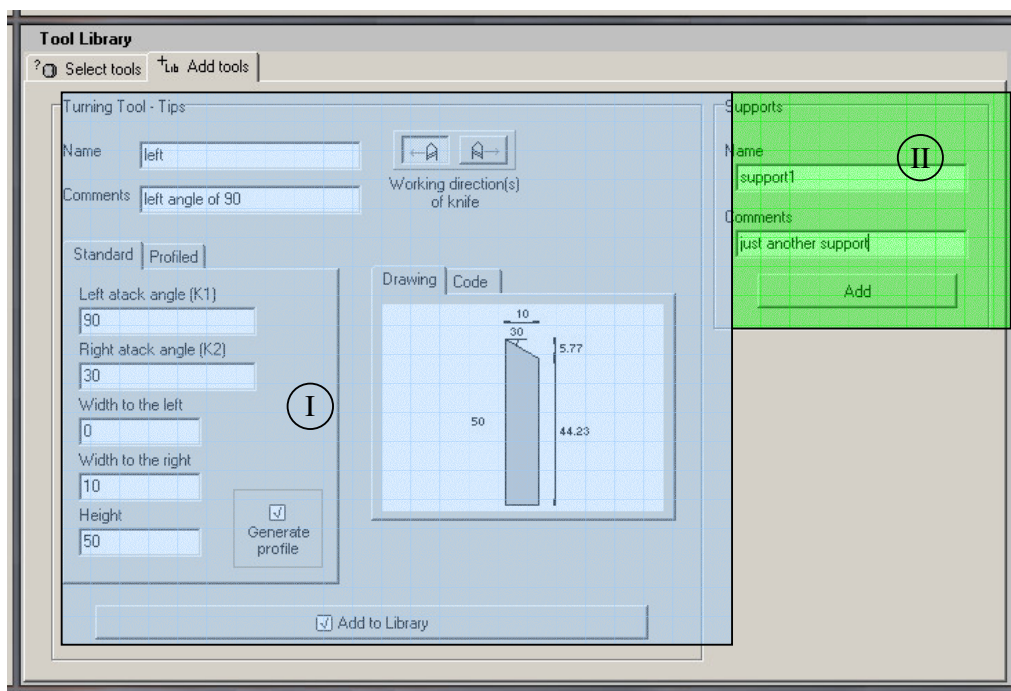 Tool Library
? Select tools +Lib Add tools
Turning Tool - Tips
Name left
Comments left angle of 90
Working direction(s)
of knife
Standard Profiled
Left atack angle (K1)
90
Right atack angle (K2)
30
Width to the left
0
Width to the right
10
Height
50
Generate
profile
I
Drawing Code
10
30
5.77
50
44.23
Add to Library
Supports
Name
II
support1
Comments
just another support
Add